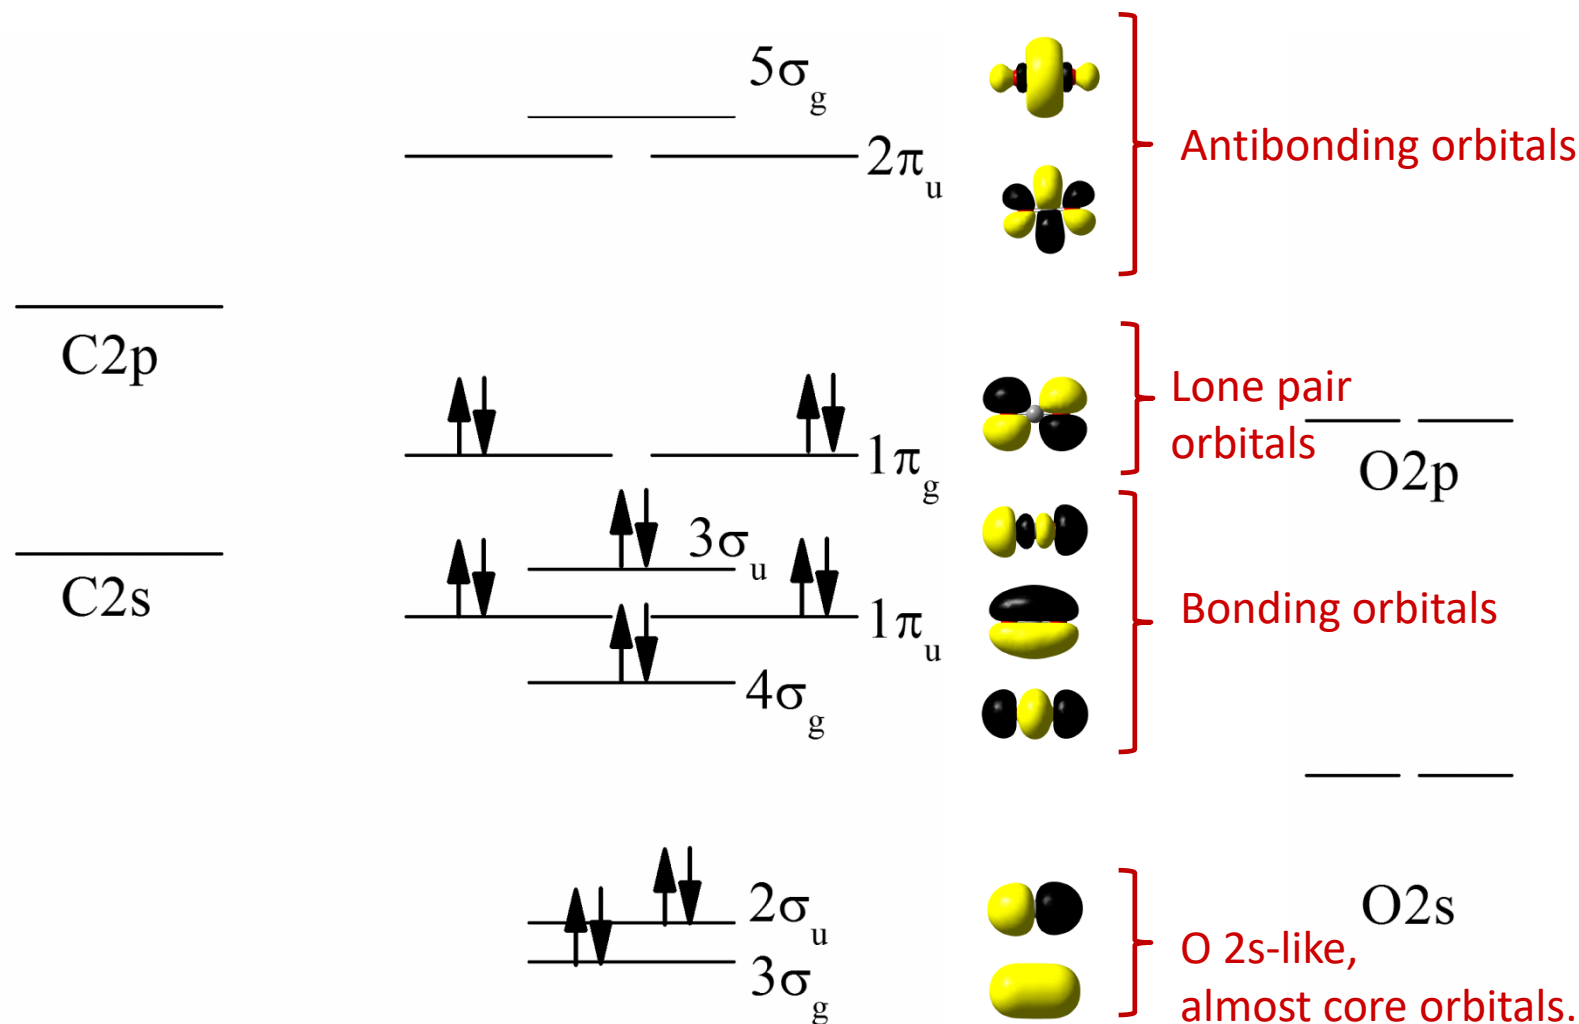 5σg
2πu
Antibonding orbitals
C2p
Lone pair
orbitals
1πg
O2p
3σu
C2s
1πu
Bonding orbitals
4σg
2σu
O2s
3σg
O 2s-like,
almost core orbitals.